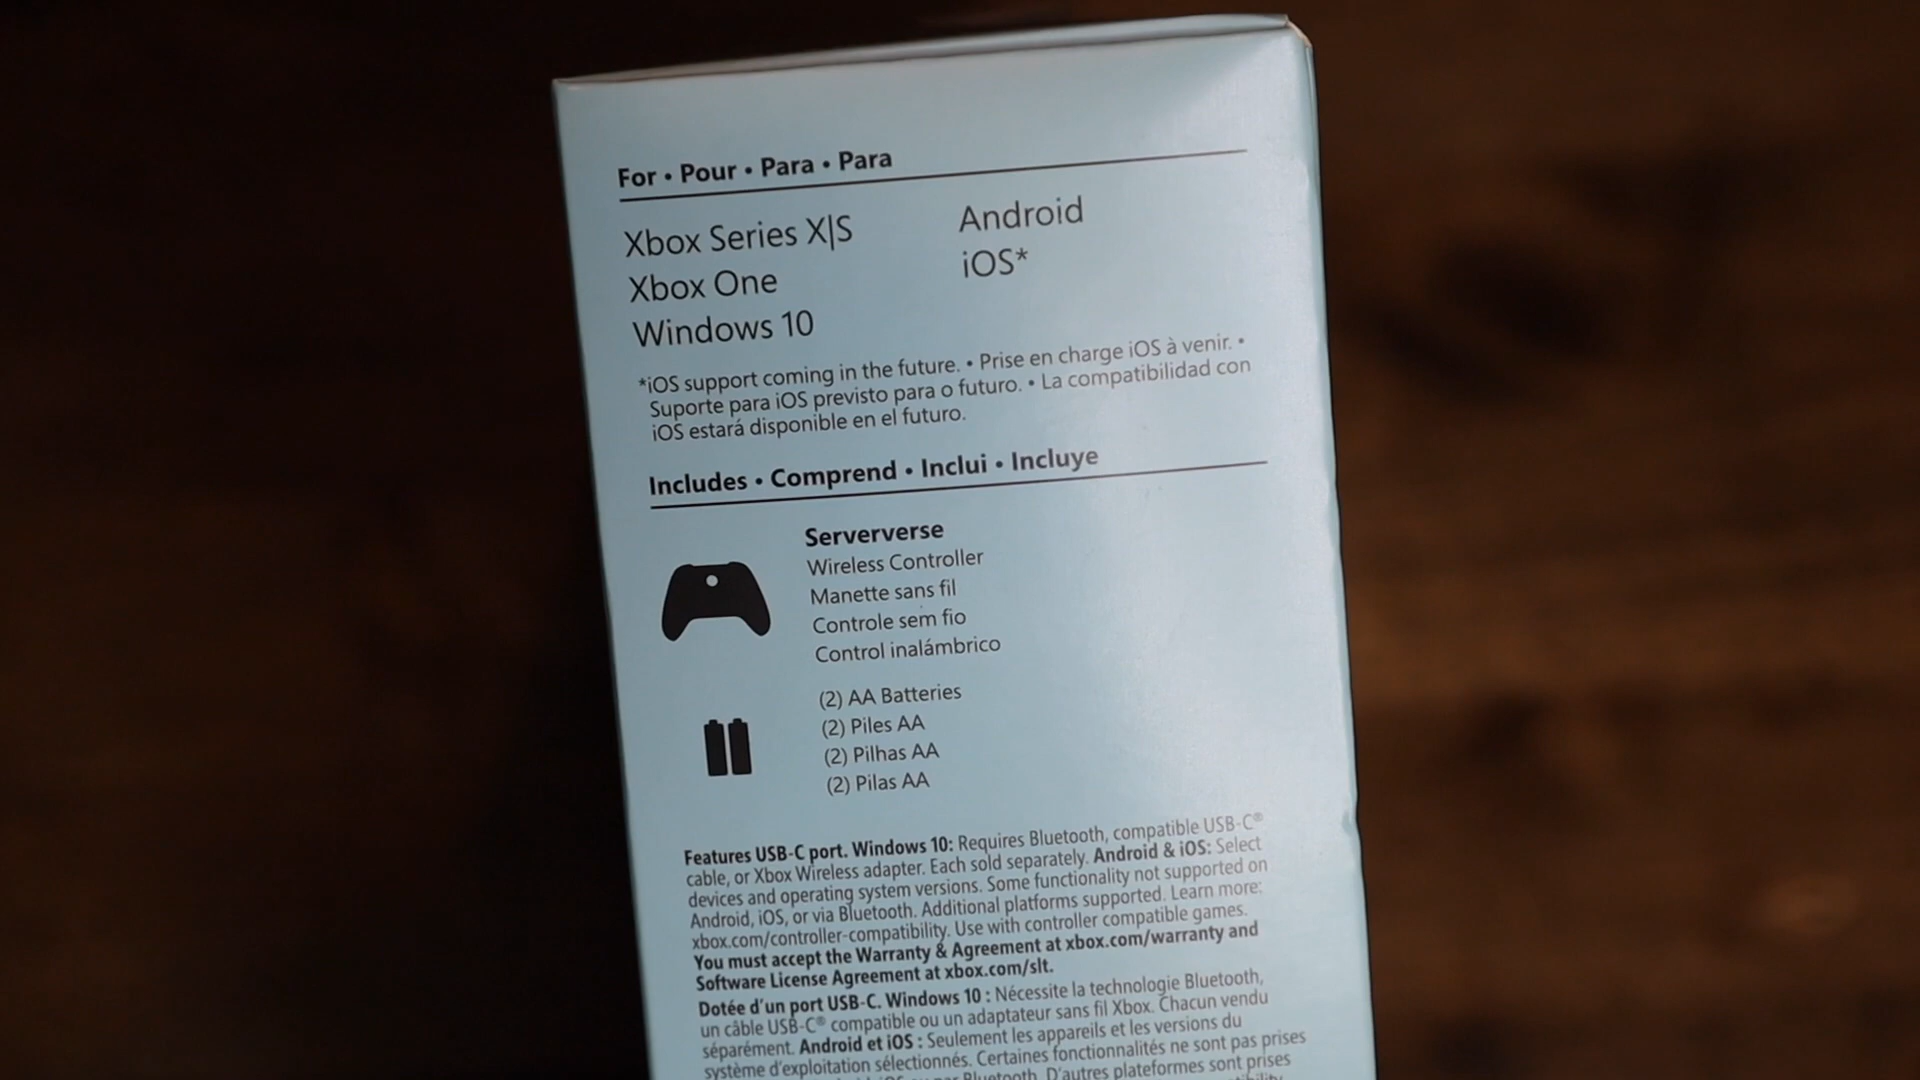 For • Pour • Para • Para
Xbox Series X|S
Xbox One
Windows 10
Android
iOS*
*iOS support coming in the future. • Prise en charge iOS à venir. •
Suporte para iOS previsto para o futuro. • La compatibilidad con
iOS estará disponible en el futuro.
Includes • Comprend • Inclui • Incluye
Serververse
Wireless Controller
Manette sans fil
Controle sem fio
Control inalámbrico
(2) AA Batteries
(2) Piles AA
(2) Pilhas AA
(2) Pilas AA
Features USB-C port. Windows 10: Requires Bluetooth, compatible USB-C®
cable, or Xbox Wireless adapter. Each sold separately. Android & iOS: Select
devices and operating system versions. Some functionality not supported on
Android, iOS, or via Bluetooth. Additional platforms supported. Learn more:
xbox.com/controller-compatibility. Use with controller compatible games.
You must accept the Warranty & Agreement at xbox.com/warranty and
Software License Agreement at xbox.com/slt.
Dotée d'un port USB-C. Windows 10 : Nécessite la technologie Bluetooth,
un câble USB-C® compatible ou un adaptateur sans fil Xbox. Chacun vendu
séparément. Android et iOS : Seulement les appareils et les versions du
système d'exploitation sélectionnés. Certaines fonctionnalités ne sont pas prises
Bluetooth. D'autres plateformes sont prises